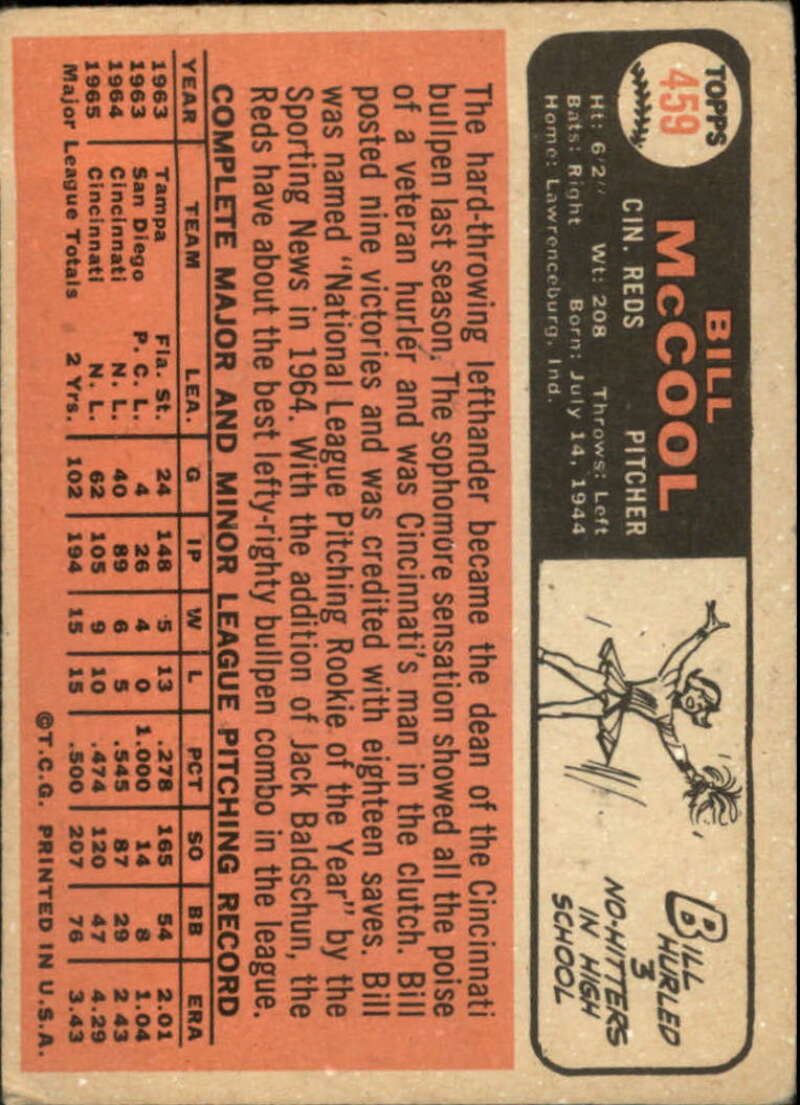 TOPPS
459
BILL
McCOOL
CIN. REDS PITCHER
Ht: 6'2" Wt: 208 Throws: Left
Bats: Right Born: July 14, 1944
Home: Lawrenceburg, Ind.
BILL
HURLED
3
NO-HITTERS
IN HIGH
SCHOOL
The hard-throwing lefthander became the dean of the Cincinnati
bullpen last season. The sophomore sensation showed all the poise
of a veteran hurler and was Cincinnati's man in the clutch. Bill
posted nine victories and was credited with eighteen saves. Bill
was named "National League Pitching Rookie of the Year" by the
Sporting News in 1964. With the addition of Jack Baldschun, the
Reds have about the best lefty-righty bullpen combo in the league.
COMPLETE MAJOR AND MINOR LEAGUE PITCHING RECORD
YEAR TEAM LEA. G IP W L PCT SO BB ERA
1963 Tampa Fla. St. 24 148 5 13 .278 165 54 2.01
1963 San Diego P. C. L. 4 26 4 0 1.000 14 8 1.04
1964 Cincinnati N. L. 40 89 6 5 .545 87 29 2.43
1965 Cincinnati N. L. 62 105 9 10 .474 120 47 4.29
Major League Totals 2 Yrs. 102 194 15 15 .500 207 76 3.43
©T.C.G. PRINTED IN U.S.A.